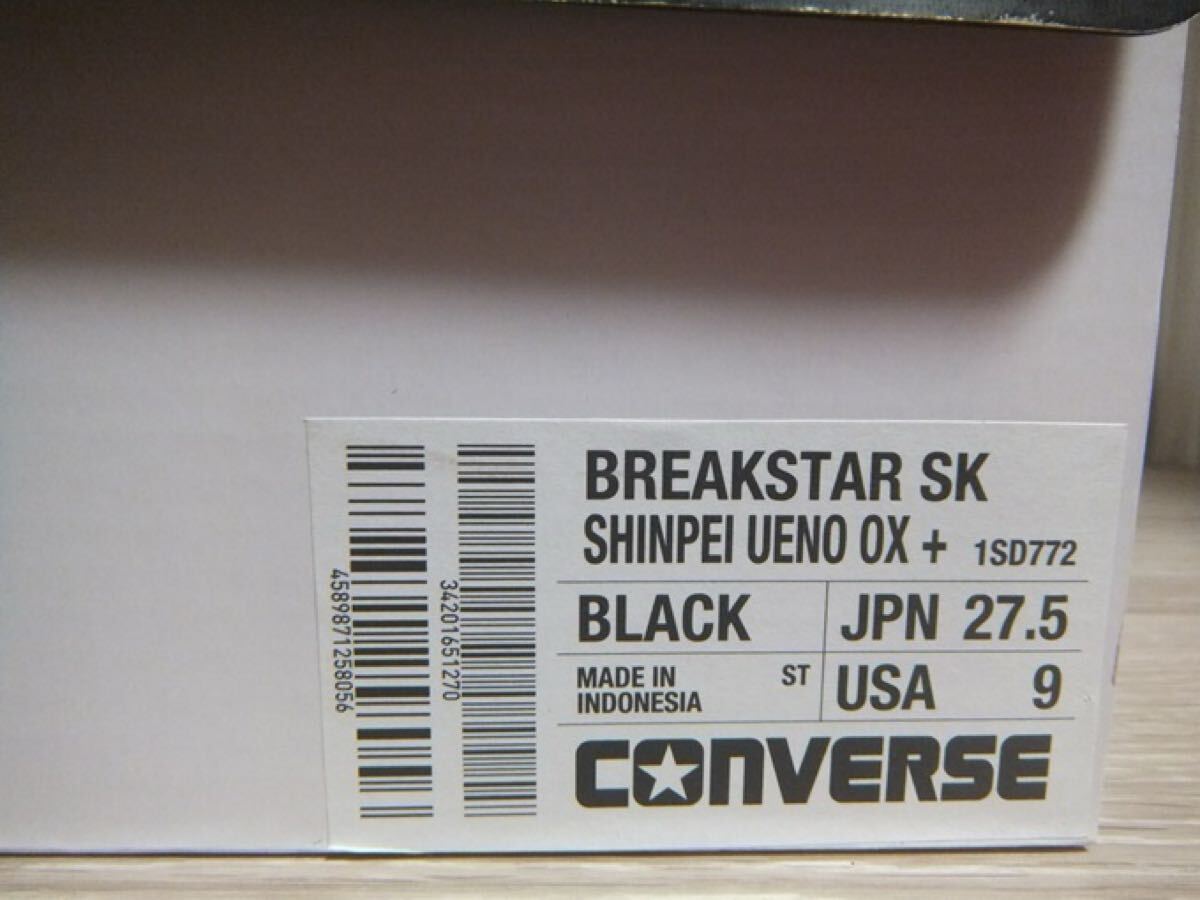 4589871258056
34201651270
BREAKSTAR SK
SHINPEI UENO OX + 1SD772
BLACK JPN 27.5
MADE IN INDONESIA ST USA 9
CONVERSE